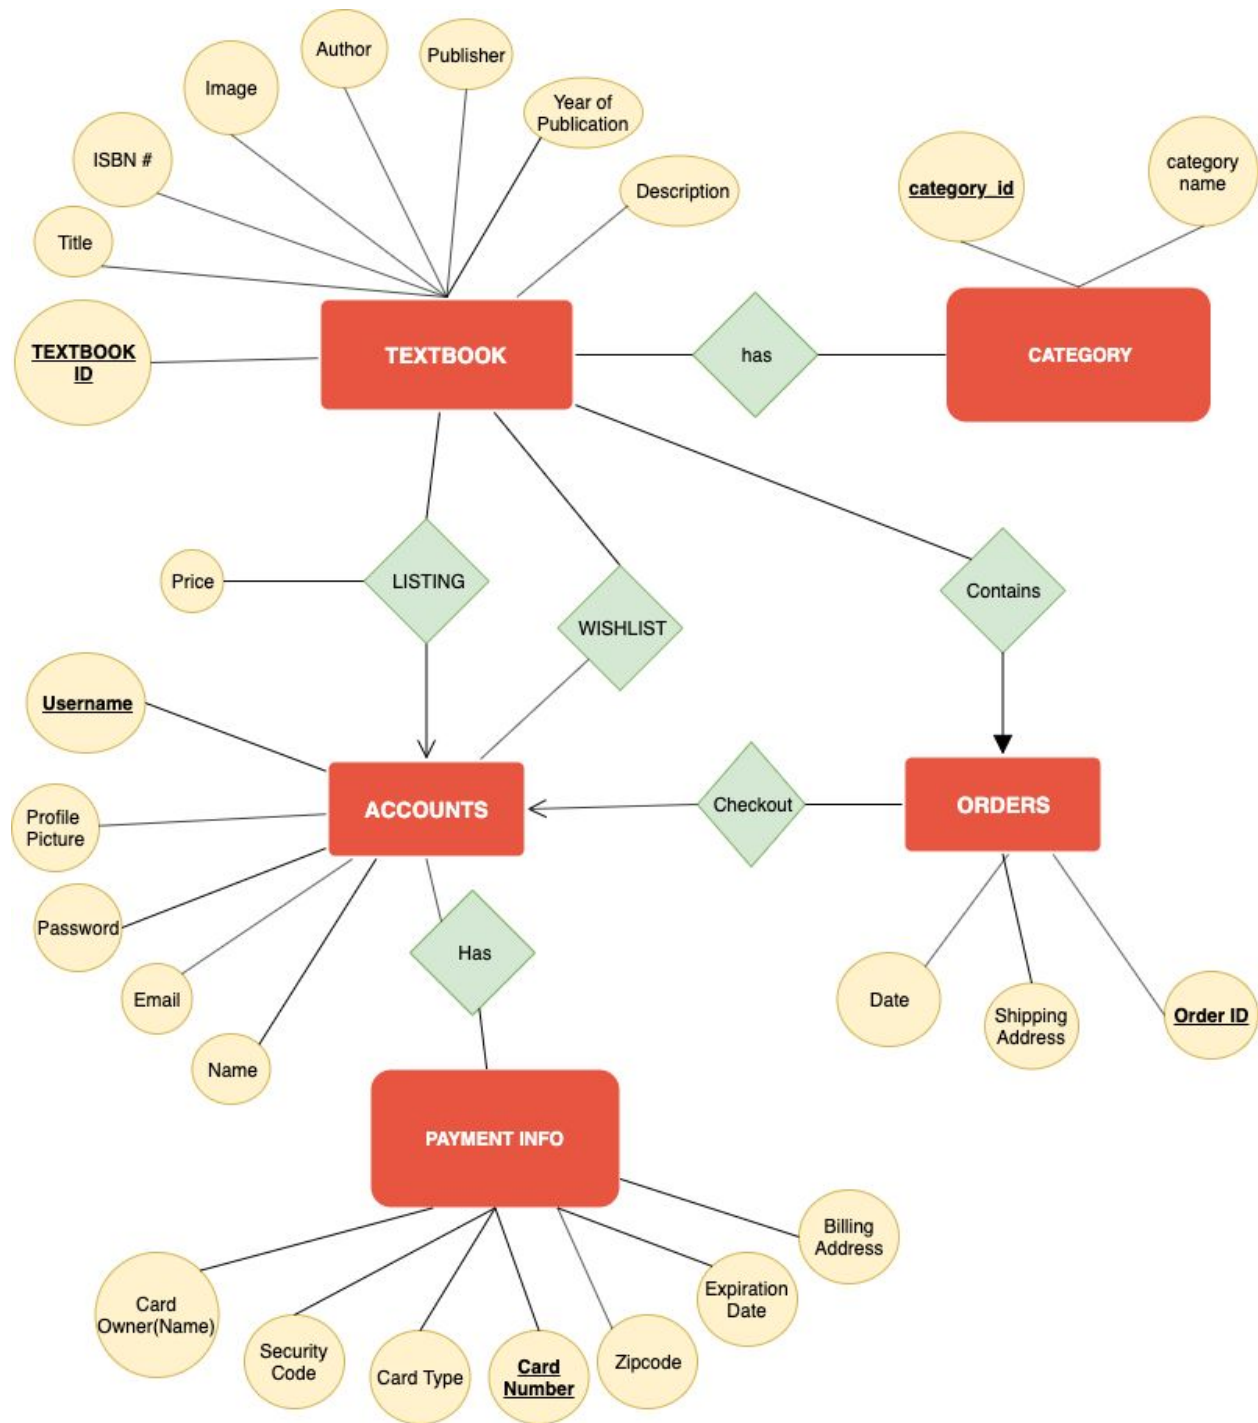 Author
Publisher
Image
Year of
Publication
ISBN #
Description
category_id
category
name
Title
TEXTBOOK
ID
TEXTBOOK
has
CATEGORY
Price
LISTING
WISHLIST
Contains
Username
ACCOUNTS
Checkout
ORDERS
Profile
Picture
Password
Email
Name
Has
Date
Shipping
Address
Order ID
PAYMENT INFO
Card
Owner(Name)
Security
Code
Card Type
Card
Number
Zipcode
Expiration
Date
Billing
Address